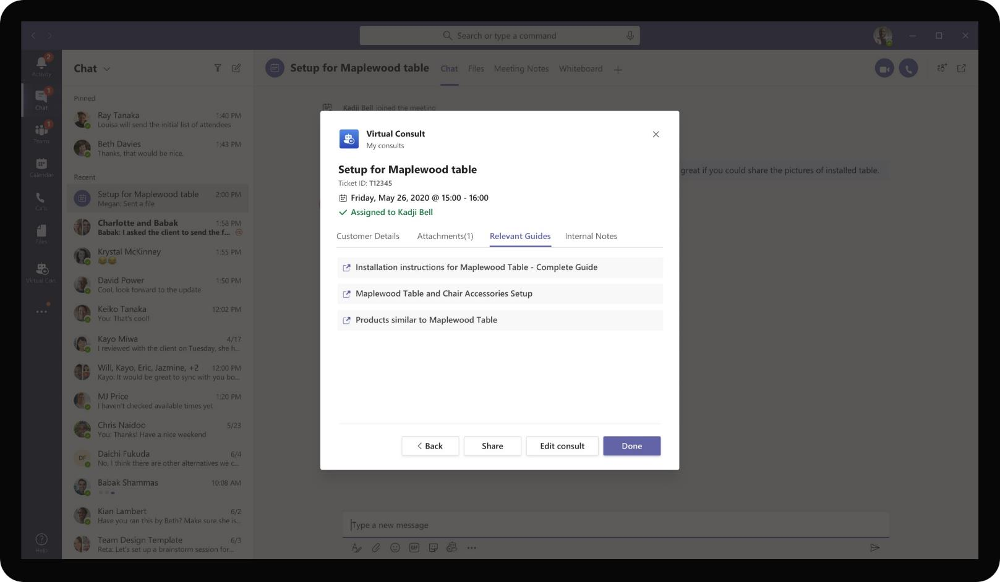 Search or type a command
2
Activity
1
Chat
1
Teams
Calendar
Calls
Files
Virtual Con.
Help
Chat
Pinned
Ray Tanaka 1:40 PM
Louisa will send the initial list of attendees
Beth Davies 1:43 PM
Thanks, that would be nice.
Recent
Setup for Maplewood table 2:00 PM
Megan: Sent a file
Charlotte and Babak 1:58 PM
Babak: I asked the client to send the f... @
Krystal McKinney 1:55 PM
😂😂
David Power 1:50 PM
Cool, look forward to the update
Keiko Tanaka 12:02 PM
You: That's cool!
Kayo Miwa 4/17
I reviewed with the client on Tuesday, she h...
Will, Kayo, Eric, Jazmine, +2 12:00 PM
Kayo: It would be great to sync with you bo...
MJ Price 1:20 PM
I haven't checked available times yet
Chris Naidoo 5/23
You: Thanks! Have a nice weekend
DF
Daichi Fukuda 6/4
No, I think there are other alternatives we c...
Babak Shammas 10:08 AM
Kian Lambert 6/2
Have you ran this by Beth? Make sure she is...
Team Design Template 6/3
Reta: Let's set up a brainstorm session for...
Setup for Maplewood table Chat Files Meeting Notes Whiteboard
Kadji Bell joined the meeting
great if you could share the pictures of installed table.
Virtual Consult
My consults
Setup for Maplewood table
Ticket ID: T12345
Friday, May 26, 2020 @ 15:00 - 16:00
Assigned to Kadji Bell
Customer Details Attachments(1) Relevant Guides Internal Notes
Installation instructions for Maplewood Table - Complete Guide
Maplewood Table and Chair Accessories Setup
Products similar to Maplewood Table
Back Share Edit consult Done
Type a new message
GIF